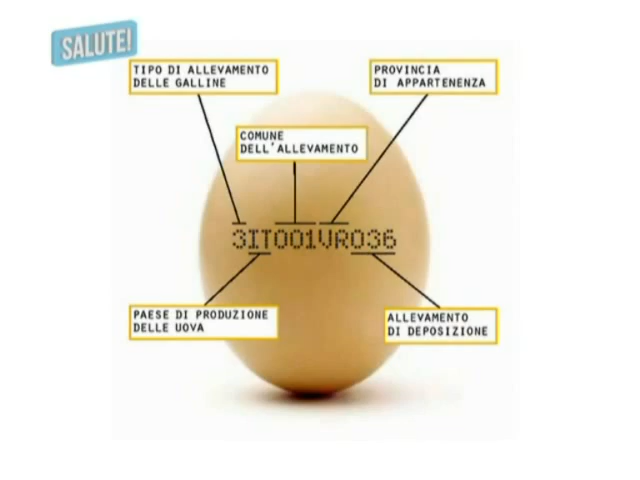 SALUTE!
TIPO DI ALLEVAMENTO
DELLE GALLINE
PROVINCIA
DI APPARTENENZA
COMUNE
DELL'ALLEVAMENTO
3IT001VR036
PAESE DI PRODUZIONE
DELLE UOVA
ALLEVAMENTO
DI DEPOSIZIONE